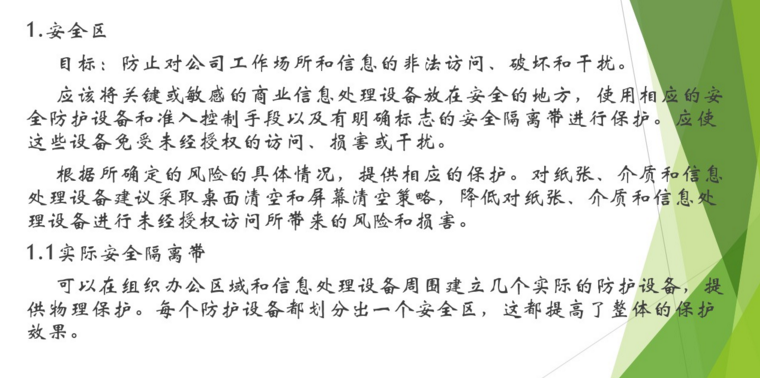 1.安全区
目标：防止对公司工作场所和信息的非法访问、破坏和干扰。
应该将关键或敏感的商业信息处理设备放在安全的地方，使用相应的安
全防护设备和准入控制手段以及有明确标志的安全隔离带进行保护。应使
这些设备免受未经授权的访问、损害或干扰。
根据所确定的风险的具体情况，提供相应的保护。对纸张、介质和信息
处理设备建议采取桌面清空和屏幕清空策略，降低对纸张、介质和信息处
理设备进行未经授权访问所带来的风险和损害。
1.1实际安全隔离带
可以在组织办公区域和信息处理设备周围建立几个实际的防护设备，提
供物理保护。每个防护设备都划分出一个安全区，这都提高了整体的保护
效果。